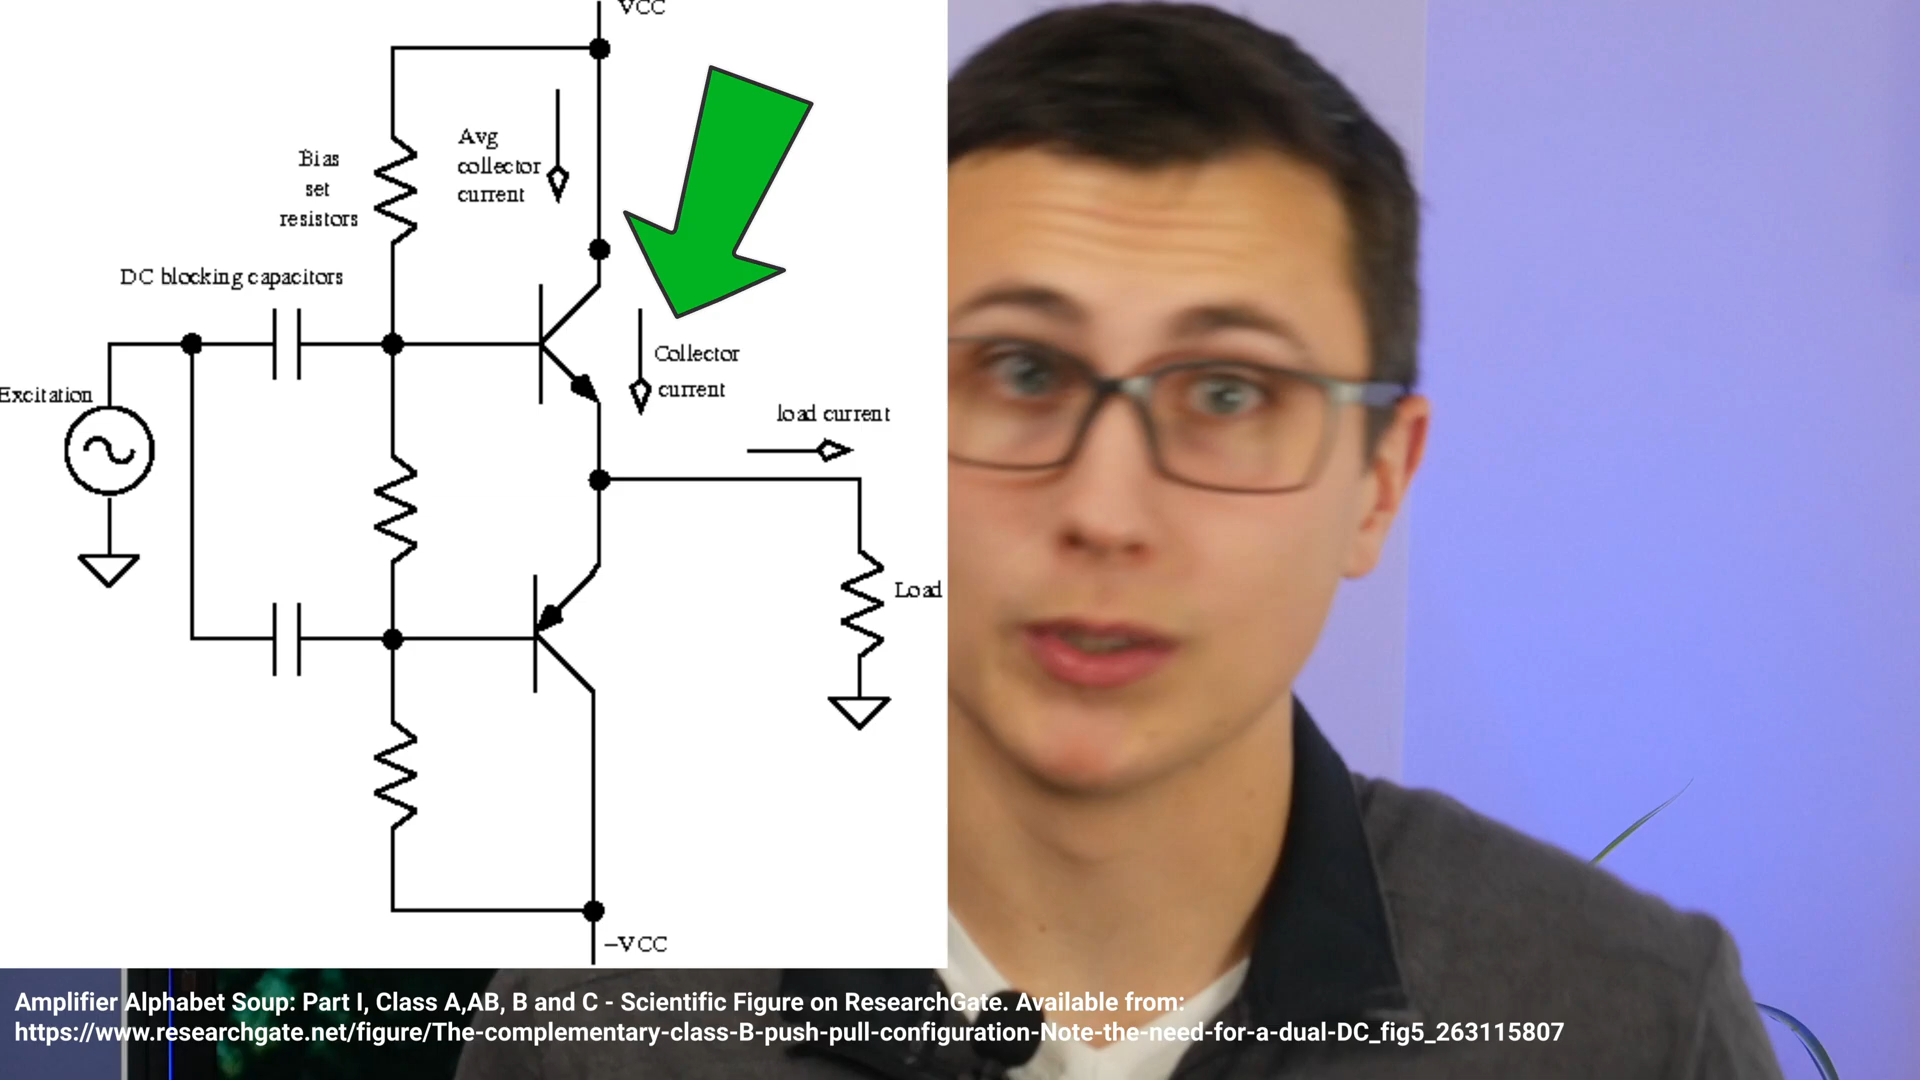 VCC
Avg
collector
current
Bias
set
resistors
DC blocking capacitors
Collector
current
Excitation
load current
Load
–VCC
Amplifier Alphabet Soup: Part I, Class A,AB, B and C - Scientific Figure on ResearchGate. Available from:
https://www.researchgate.net/figure/The-complementary-class-B-push-pull-configuration-Note-the-need-for-a-dual-DC_fig5_263115807